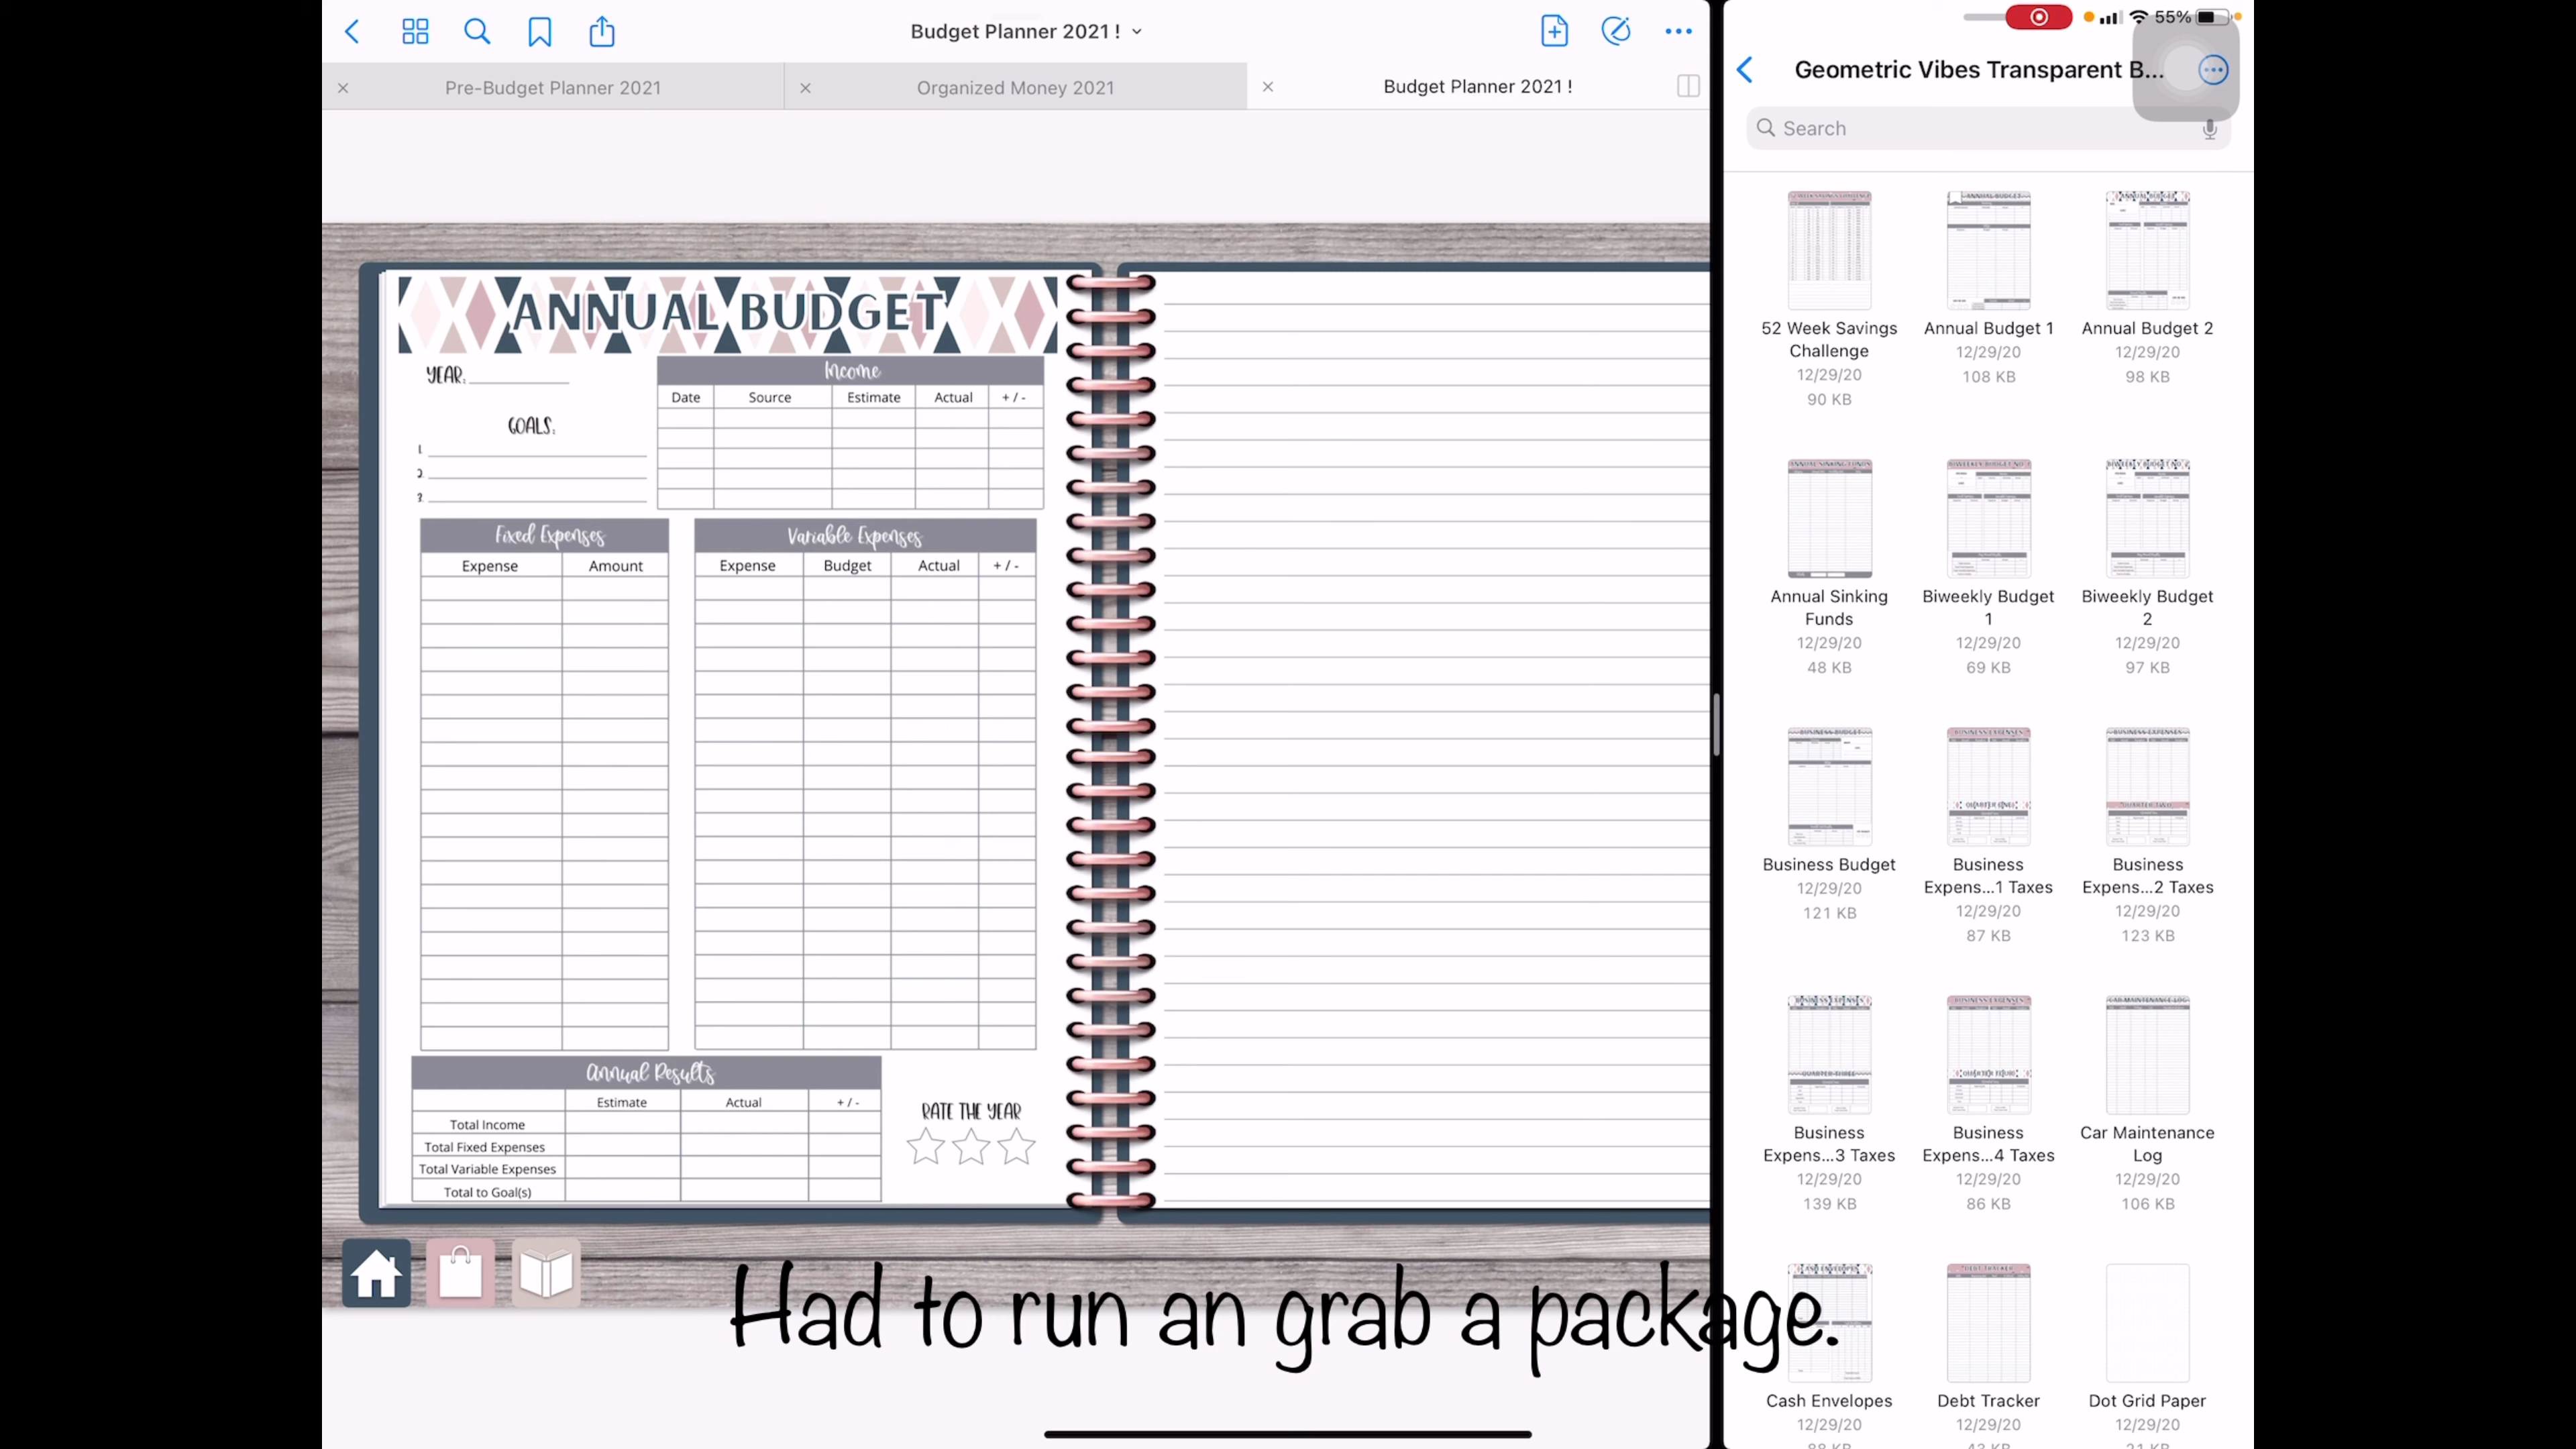 Budget Planner 2021 !
Pre-Budget Planner 2021
Organized Money 2021
Budget Planner 2021 !
ANNUAL BUDGET
YEAR:
GOALS:
1.
2.
3.
Income
Date Source Estimate Actual + / -
Fixed Expenses
Expense Amount
Variable Expenses
Expense Budget Actual + / -
Annual Results
Estimate Actual + / -
Total Income
Total Fixed Expenses
Total Variable Expenses
Total to Goal(s)
RATE THE YEAR
Had to run an grab a package.
55%
Geometric Vibes Transparent B...
Search
52 Week Savings
Challenge
12/29/20
90 KB
Annual Budget 1
12/29/20
108 KB
Annual Budget 2
12/29/20
98 KB
Annual Sinking
Funds
12/29/20
48 KB
Biweekly Budget
1
12/29/20
69 KB
Biweekly Budget
2
12/29/20
97 KB
Business Budget
12/29/20
121 KB
Business
Expens...1 Taxes
12/29/20
87 KB
Business
Expens...2 Taxes
12/29/20
123 KB
Business
Expens...3 Taxes
12/29/20
139 KB
Business
Expens...4 Taxes
12/29/20
86 KB
Car Maintenance
Log
12/29/20
106 KB
Cash Envelopes
12/29/20
Debt Tracker
12/29/20
Dot Grid Paper
12/29/20